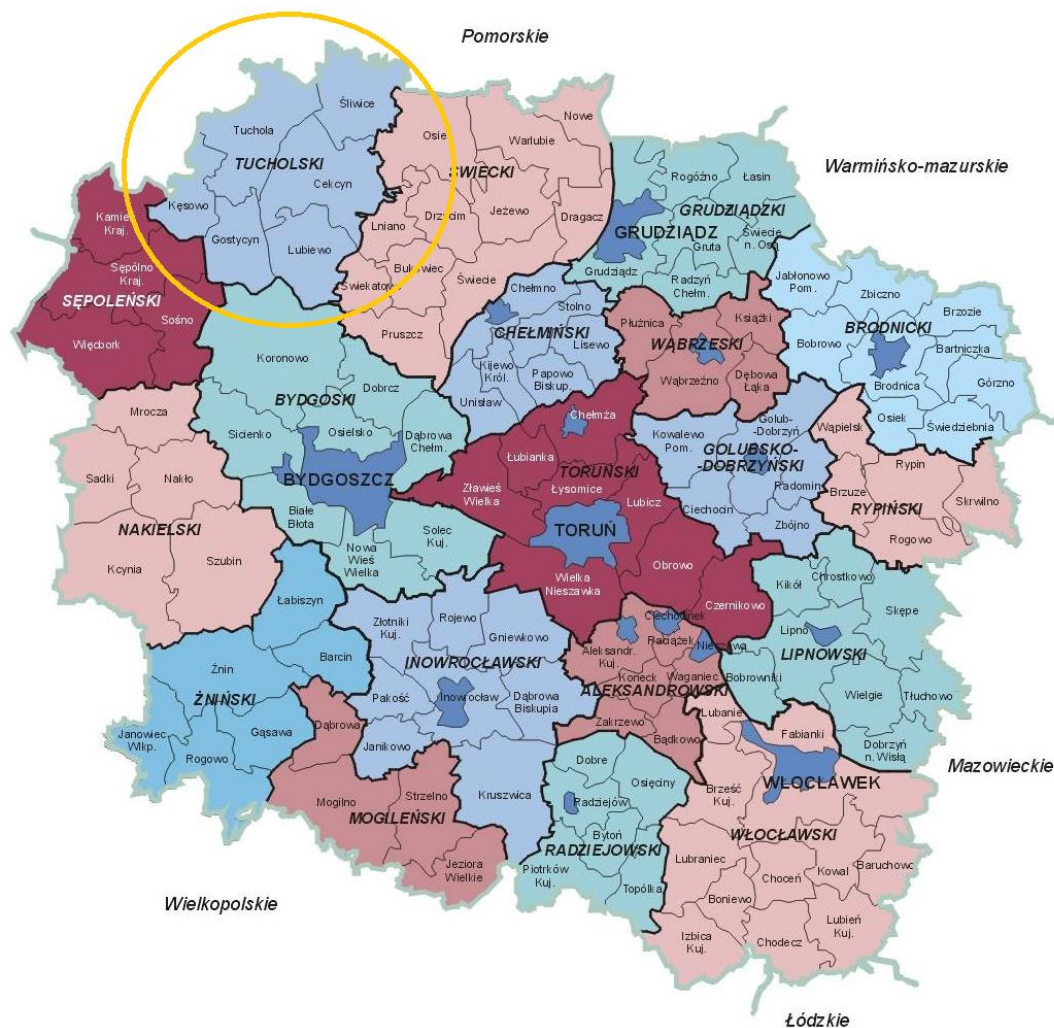 Pomorskie
Śliwice
Tuchola
TUCHOLSKI
Cekcyn
Kęsowo
Gostycyn
Lubiewo
Osie
Warlubie
Nowe
ŚWIECKI
Drzycim
Jeżewo
Dragacz
Lniano
Bukowiec
Świecie
Świekatowo
Pruszcz
Warmińsko-mazurskie
Rogóźno
Łasin
GRUDZIĄDZKI
GRUDZIĄDZ
Gruta
Świecie
n. Osą
Grudziądz
Radzyń
Chełm.
Kamień
Kraj.
Sępólno
Kraj.
SĘPOLEŃSKI
Sośno
Więcbork
Chełmno
Stolno
CHEŁMIŃSKI
Lisewo
Kijewo
Król.
Papowo
Biskup.
Unisław
Płużnica
Książki
WĄBRZESKI
Wąbrzeźno
Dębowa
Łąka
Jabłonowo
Pom.
Zbiczno
Brzozie
BRODNICKI
Bobrowo
Bartniczka
Brodnica
Górzno
Osiek
Świedziebnia
Koronowo
BYDGOSKI
Dobrcz
Sicienko
Osielsko
Dąbrowa
Chełm.
BYDGOSZCZ
Białe
Błota
Solec
Kuj.
Nowa
Wieś
Wielka
Mrocza
Sadki
Nakło
NAKIELSKI
Kcynia
Szubin
Chełmża
Łubianka
TORUŃSKI
Zławieś
Wielka
Łysomice
Lubicz
TORUŃ
Wielka
Nieszawka
Obrowo
Czernikowo
Kowalewo
Pom.
Golub-
-Dobrzyń
GOLUBSKO-
-DOBRZYŃSKI
Radomin
Ciechocin
Zbójno
Wąpielsk
Rypin
Skrwilno
Brzuze
RYPIŃSKI
Rogowo
Łabiszyn
Żnin
Barcin
ŻNIŃSKI
Janowiec
Wlkp.
Gąsawa
Rogowo
Złotniki
Kuj.
Rojewo
Gniewkowo
INOWROCŁAWSKI
Pakość
Inowrocław
Dąbrowa
Biskupia
Janikowo
Kruszwica
Ciechocinek
Aleksandr.
Kuj.
Raciążek
Nieszawa
Koneck
Waganiec
ALEKSANDROWSKI
Zakrzewo
Bądkowo
Kikół
Chrostkowo
Skępe
Lipno
LIPNOWSKI
Bobrowniki
Wielgie
Tłuchowo
Dobrzyń
n. Wisłą
Dąbrowa
Mogilno
Strzelno
MOGILEŃSKI
Jeziora
Wielkie
Dobre
Osięciny
Radziejów
Bytoń
RADZIEJOWSKI
Piotrków
Kuj.
Topólka
Lubanie
Fabianki
WŁOCŁAWEK
Brześć
Kuj.
WŁOCŁAWSKI
Lubraniec
Choceń
Kowal
Baruchowo
Boniewo
Izbica
Kuj.
Chodecz
Lubień
Kuj.
Mazowieckie
Wielkopolskie
Łódzkie